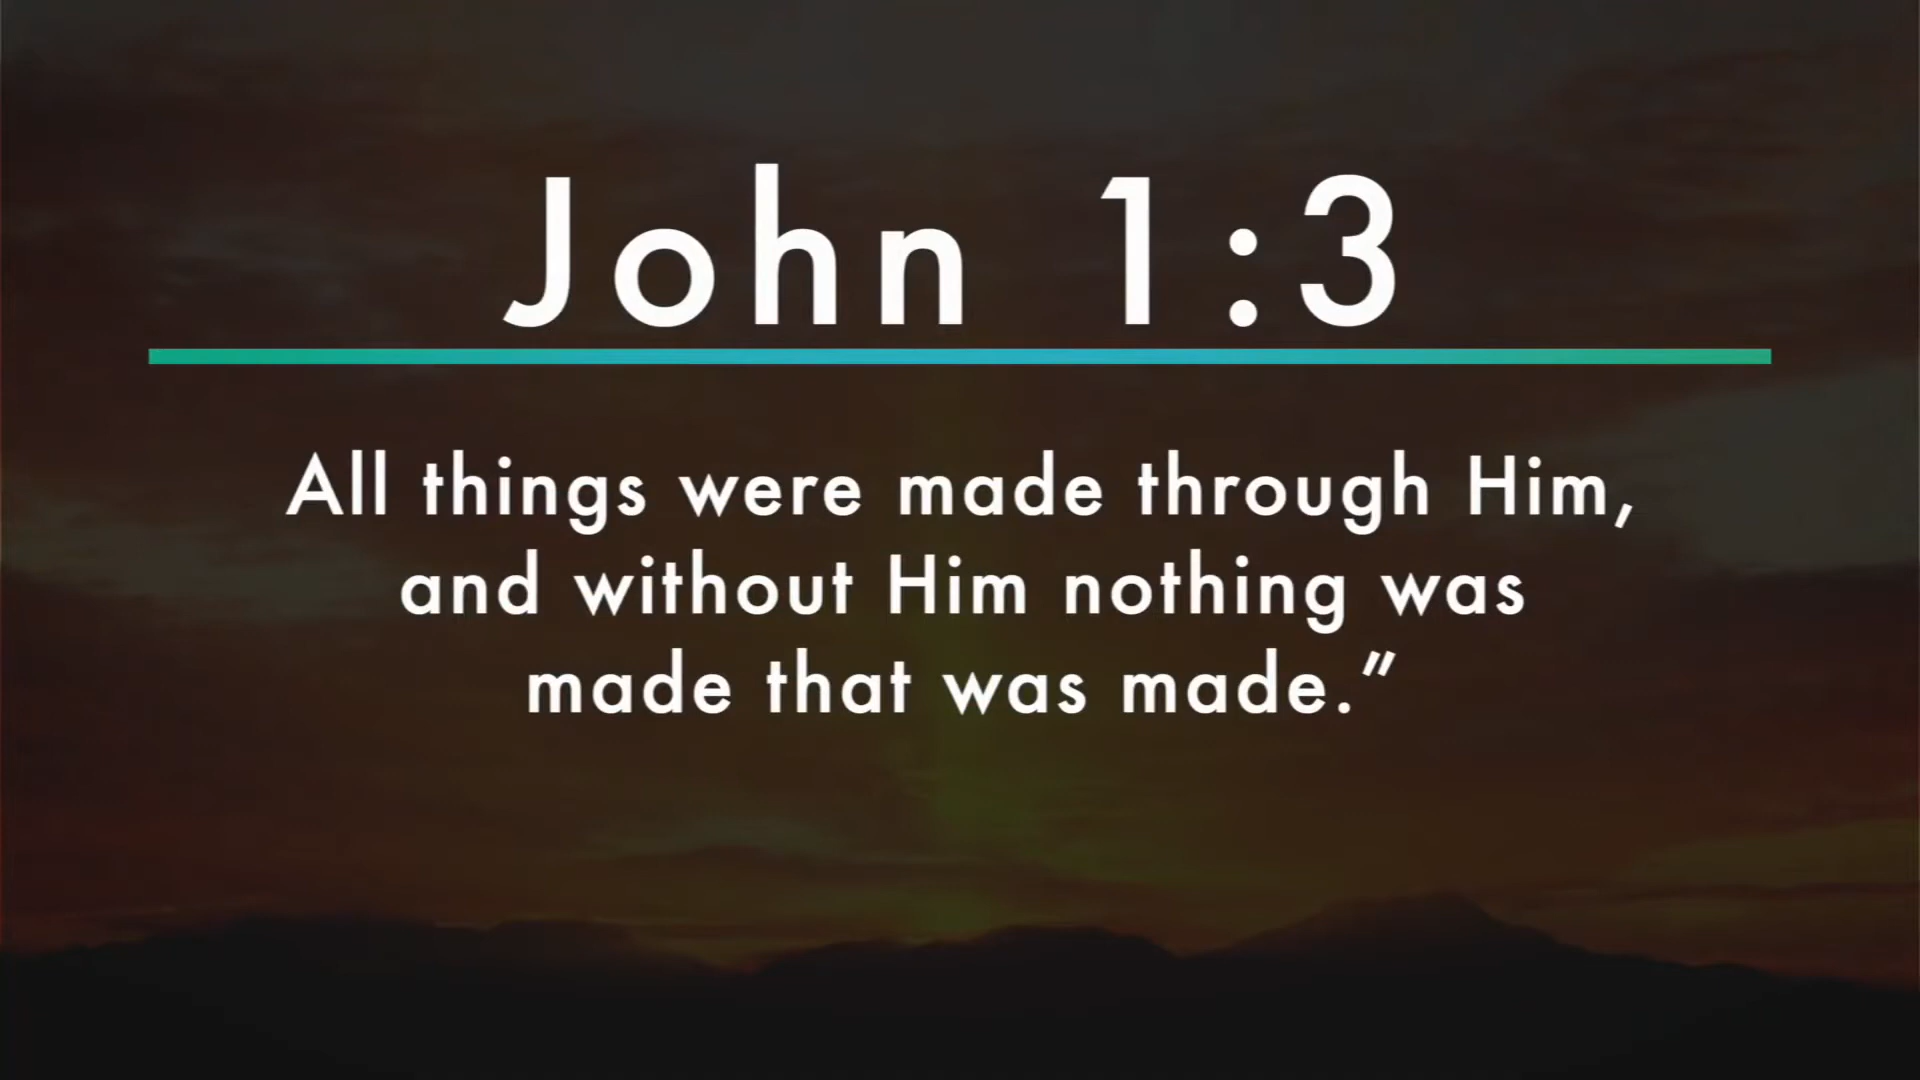 John 1:3
All things were made through Him,
and without Him nothing was
made that was made.”